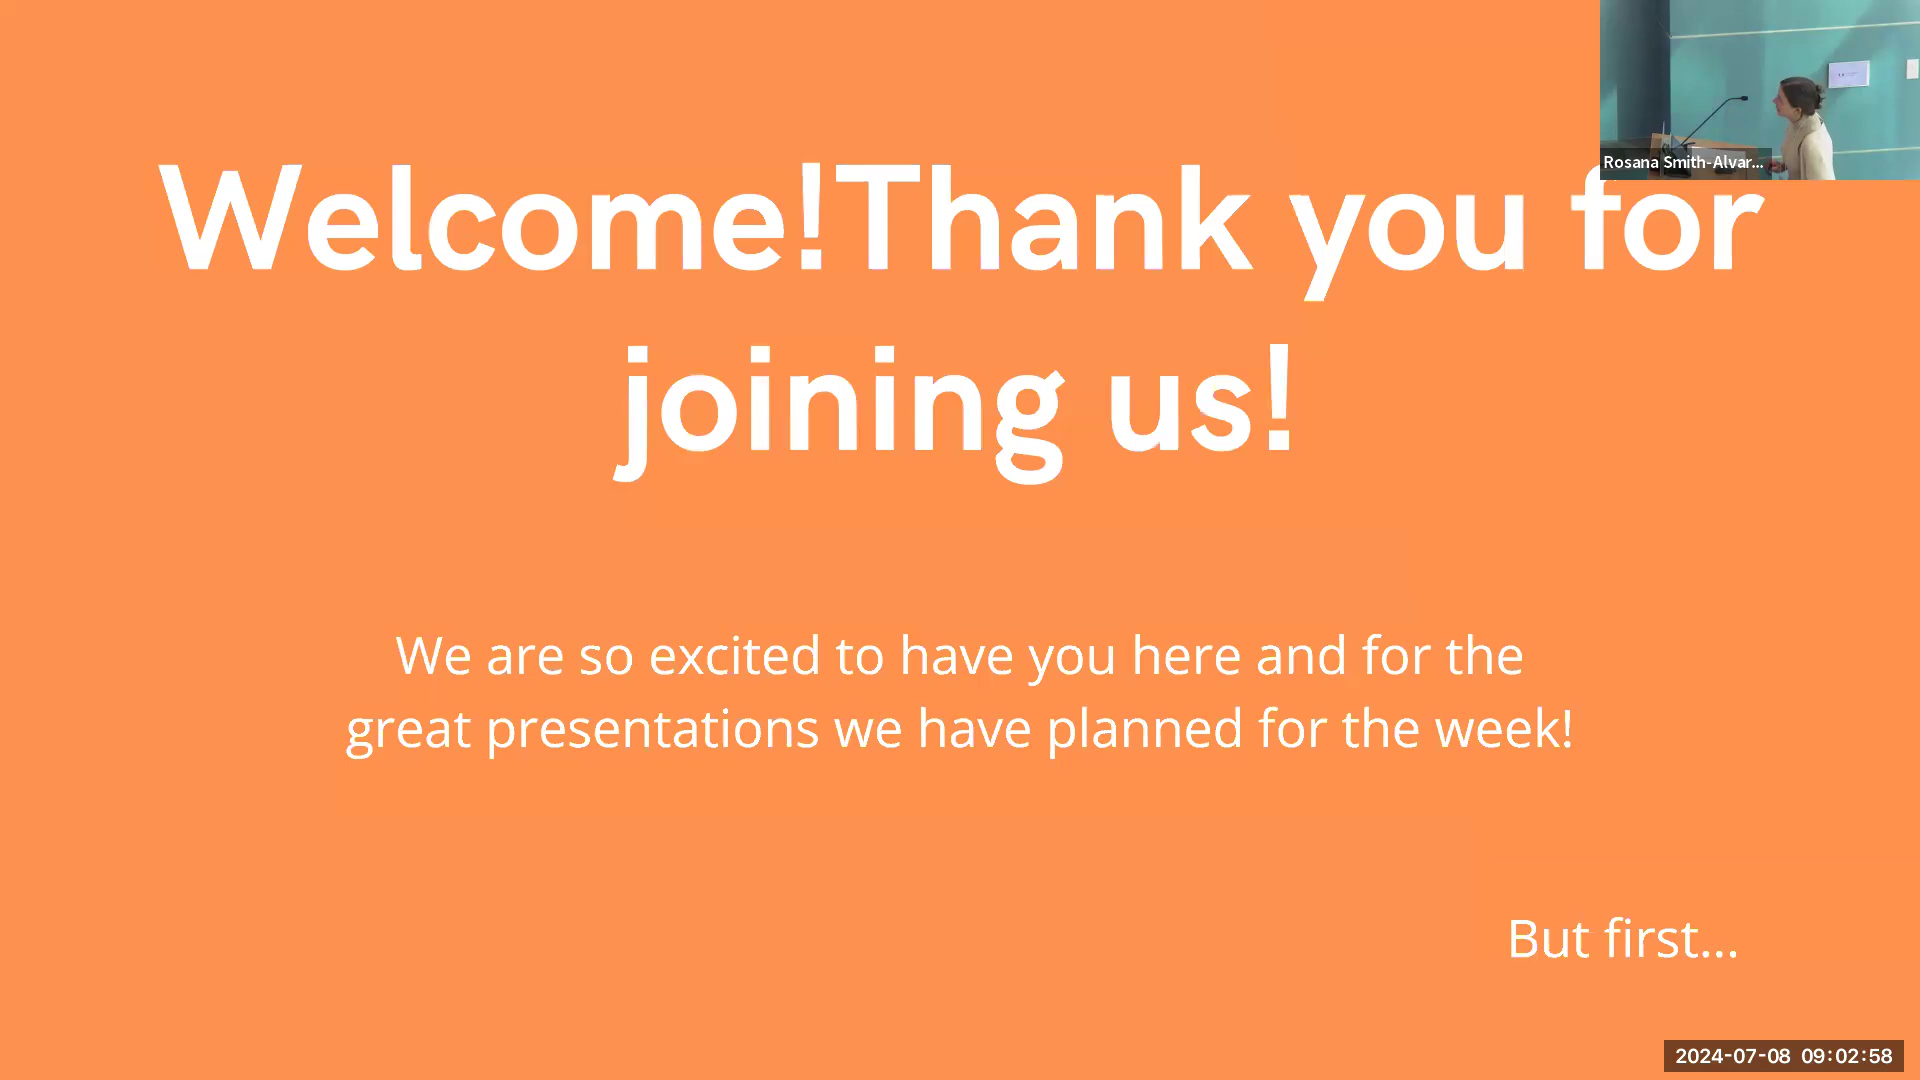 Rosana Smith-Alvar...
Welcome!Thank you for
joining us!
We are so excited to have you here and for the
great presentations we have planned for the week!
But first...
2024-07-08 09:02:58